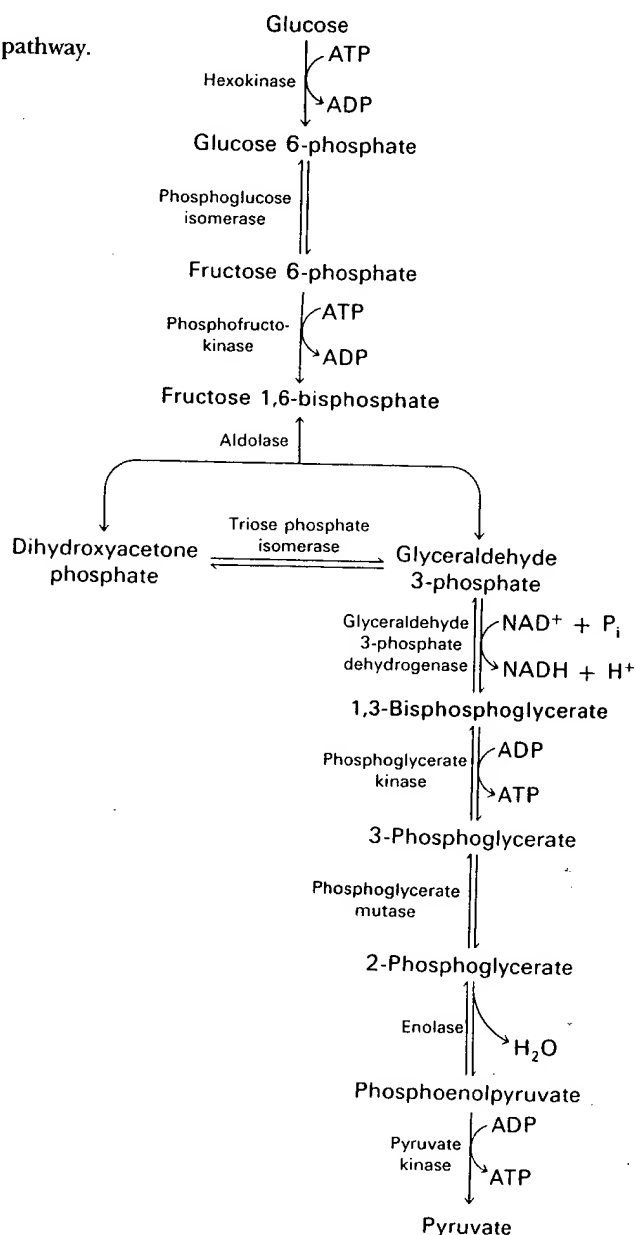 Glucose
pathway.
ATP
Hexokinase
ADP
Glucose 6-phosphate
Phosphoglucose
isomerase
Fructose 6-phosphate
ATP
Phosphofructo-
kinase
ADP
Fructose 1,6-bisphosphate
Aldolase
Triose phosphate
isomerase
Dihydroxyacetone
phosphate
Glyceraldehyde
3-phosphate
Glyceraldehyde
3-phosphate
dehydrogenase
NAD⁺ + Pᵢ
NADH + H⁺
1,3-Bisphosphoglycerate
ADP
Phosphoglycerate
kinase
ATP
3-Phosphoglycerate
Phosphoglycerate
mutase
2-Phosphoglycerate
Enolase
H₂O
Phosphoenolpyruvate
ADP
Pyruvate
kinase
ATP
Pyruvate